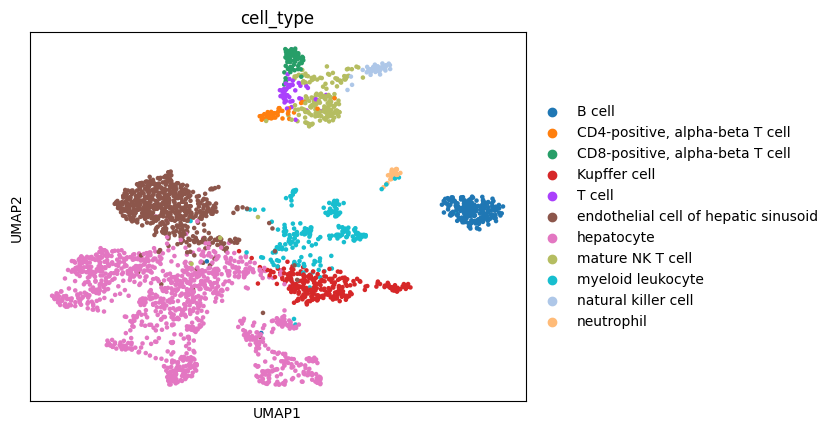 cell_type
UMAP2
UMAP1
B cell
CD4-positive, alpha-beta T cell
CD8-positive, alpha-beta T cell
Kupffer cell
T cell
endothelial cell of hepatic sinusoid
hepatocyte
mature NK T cell
myeloid leukocyte
natural killer cell
neutrophil